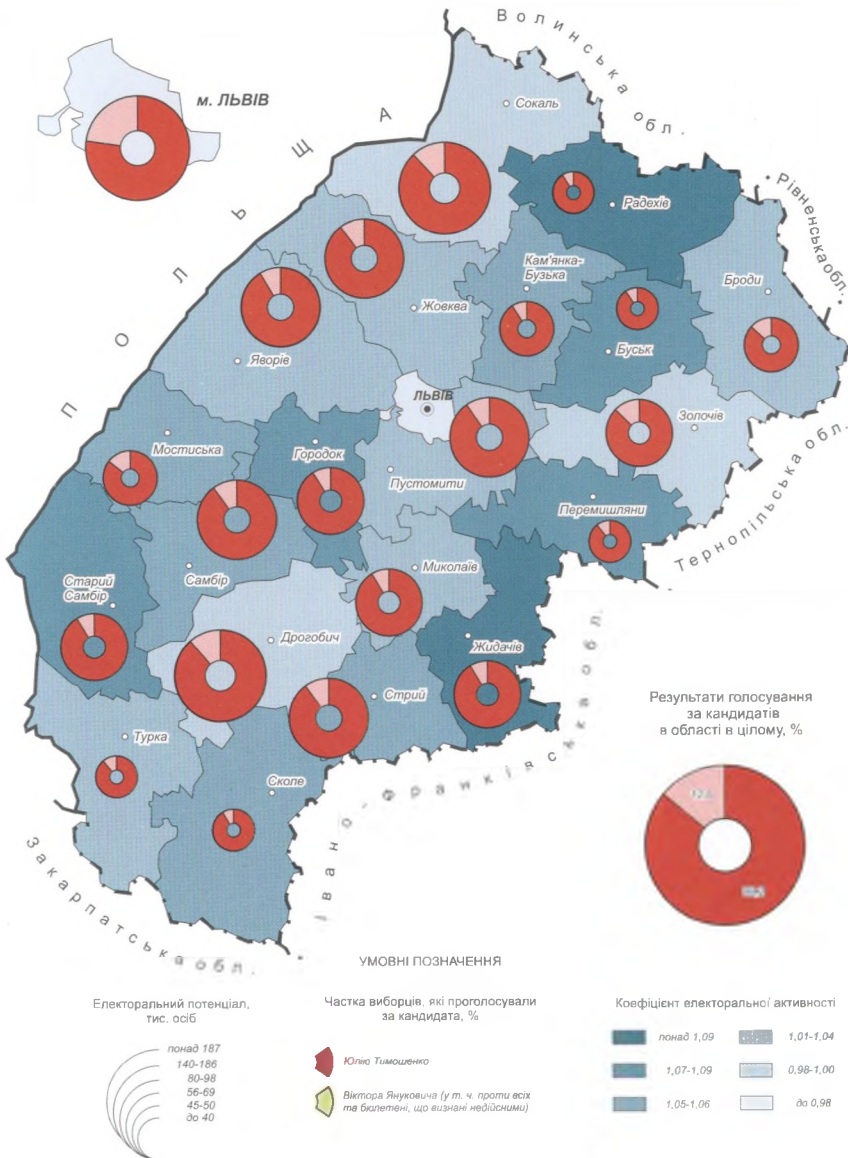 Волинська обл.
м. ЛЬВІВ
Сокаль
ПОЛЬЩА
Рівненська обл.
Радехів
Кам'янка-
Бузька
Броди
Жовква
Буськ
Яворів
ЛЬВІВ
Золочів
Мостиська
Городок
Пустомити
Тернопільська обл.
Перемишляни
Миколаїв
Самбір
Старий
Самбір
Дрогобич
Жидачів
Стрий
Турка
Сколе
Івано-Франківська обл.
Закарпатська обл.
Результати голосування
за кандидатів
в області в цілому, %
УМОВНІ ПОЗНАЧЕННЯ
Електоральний потенціал,
тис. осіб
понад 187
140-186
80-98
56-69
45-50
до 40
Частка виборців, які проголосували
за кандидата, %
Юлію Тимошенко
Віктора Януковича (у т. ч. проти всіх
та бюлетені, що визнані недійсними)
Коефіцієнт електоральної активності
понад 1,09
1,07-1,09
1,05-1,06
1,01-1,04
0,98-1,00
до 0,98